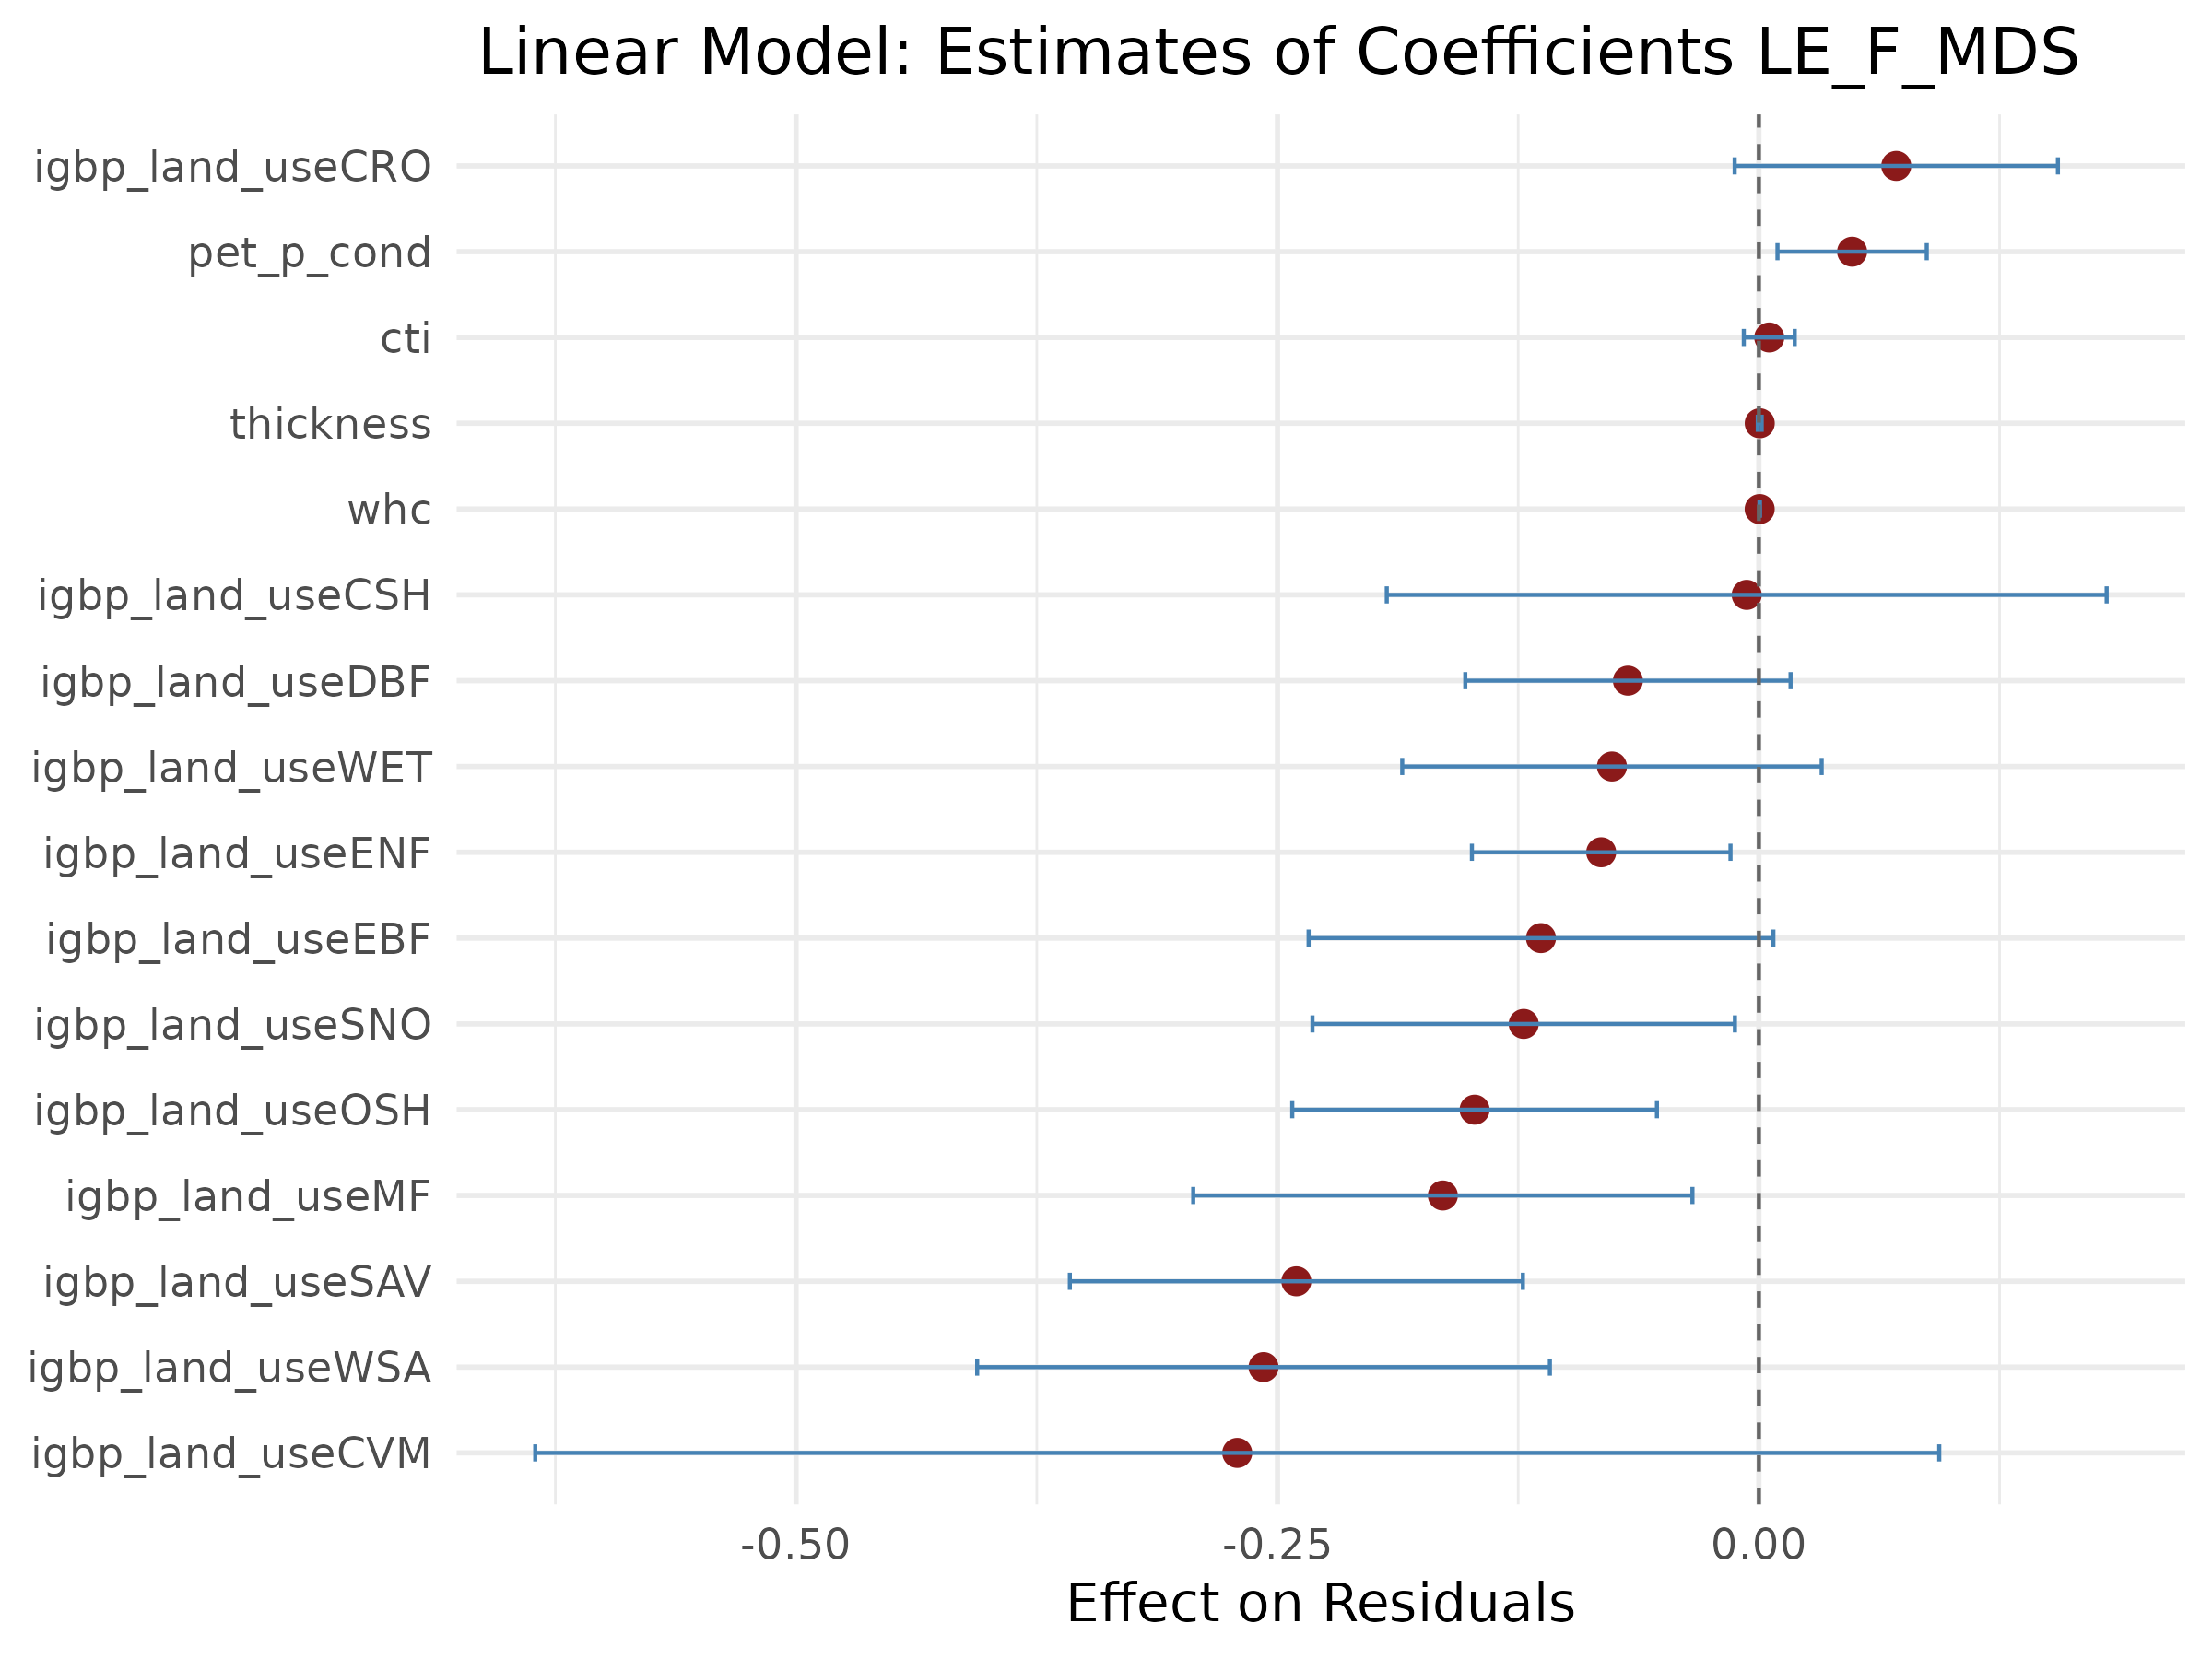 Linear Model: Estimates of Coefficients LE_F_MDS
igbp_land_useCRO
pet_p_cond
cti
thickness
whc
igbp_land_useCSH
igbp_land_useDBF
igbp_land_useWET
igbp_land_useENF
igbp_land_useEBF
igbp_land_useSNO
igbp_land_useOSH
igbp_land_useMF
igbp_land_useSAV
igbp_land_useWSA
igbp_land_useCVM
-0.50 -0.25 0.00
Effect on Residuals